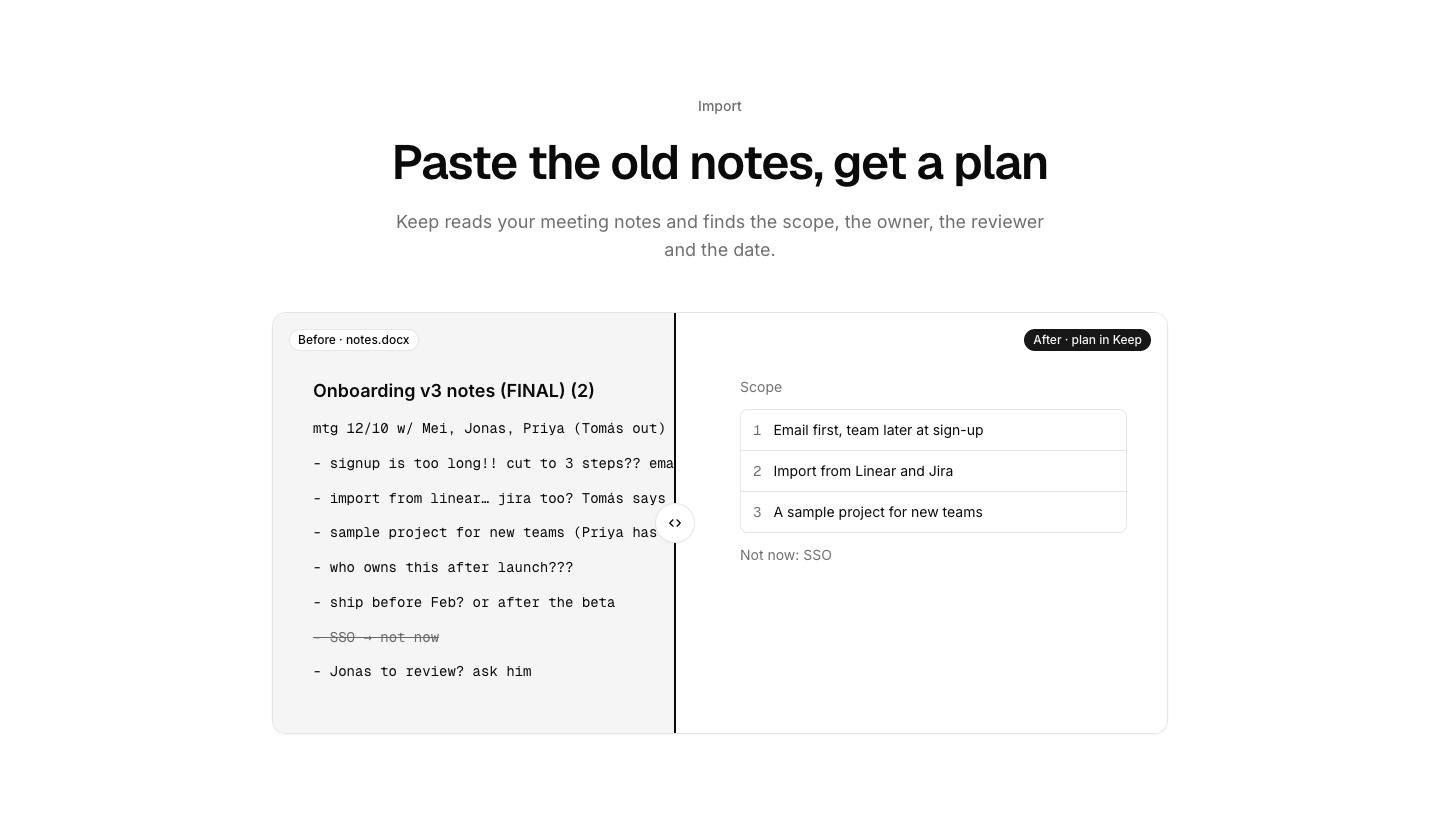 Import
Paste the old notes, get a plan
Keep reads your meeting notes and finds the scope, the owner, the reviewer
and the date.
Before · notes.docx
Onboarding v3 notes (FINAL) (2)
mtg 12/10 w/ Mei, Jonas, Priya (Tomás out)
- signup is too long!! cut to 3 steps?? ema
- import from linear… jira too? Tomás says
- sample project for new teams (Priya has
- who owns this after launch???
- ship before Feb? or after the beta
- SSO → not now
- Jonas to review? ask him
After · plan in Keep
Scope
1 Email first, team later at sign-up
2 Import from Linear and Jira
3 A sample project for new teams
Not now: SSO